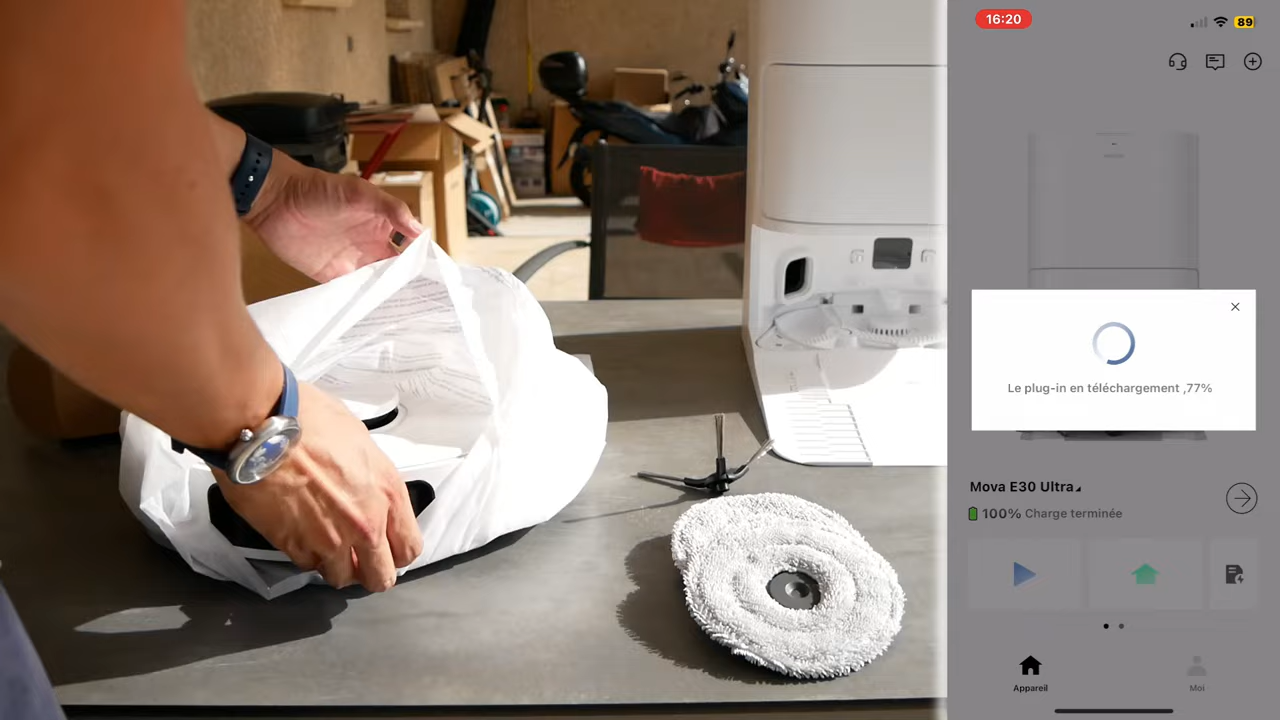 16:20
89
Le plug-in en téléchargement ,77%
Mova E30 Ultra
100% Charge terminée
Appareil
Moi